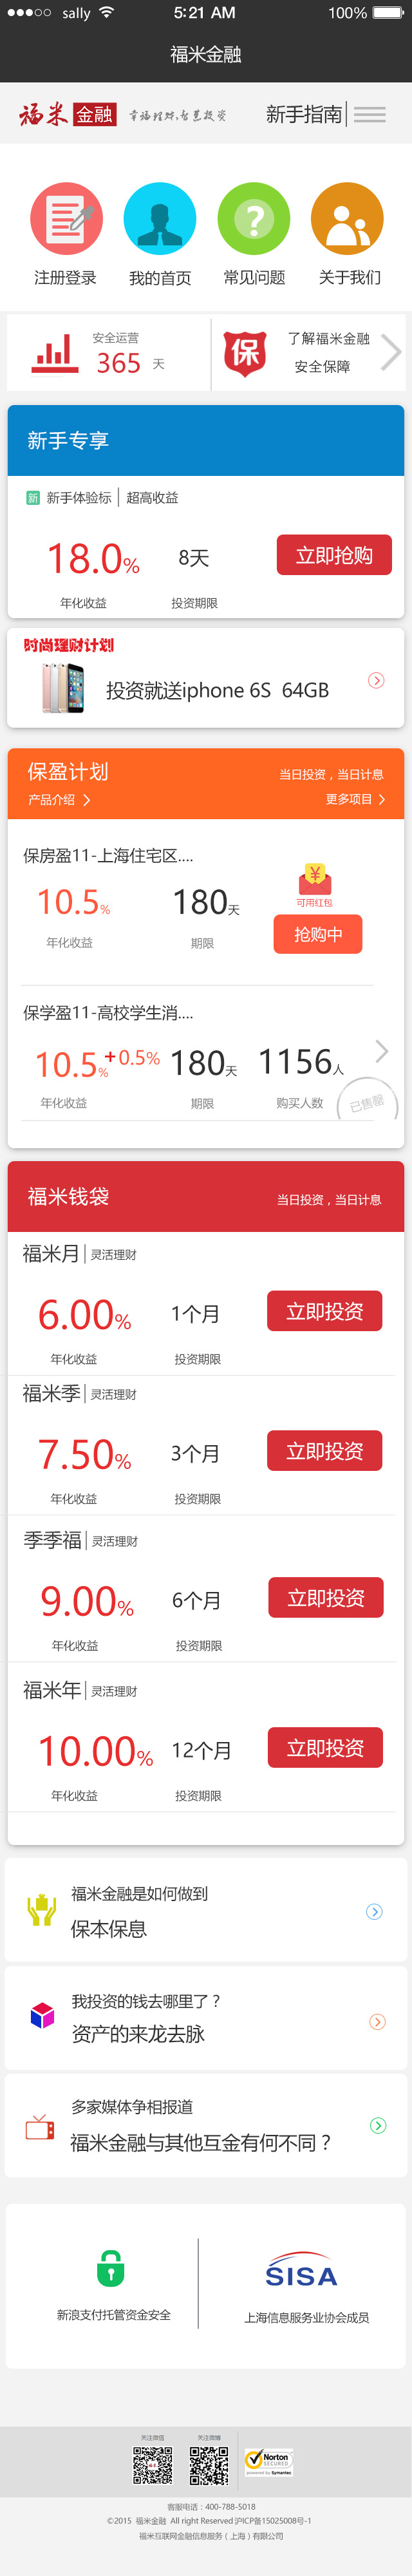 sally 5:21 AM 100%
福米金融
福米 金融 幸福理财,智慧投资 新手指南
注册登录 我的首页 常见问题 关于我们
安全运营
365 天
保 了解福米金融
安全保障
新手专享
新 新手体验标 超高收益
18.0% 8天 立即抢购
年化收益 投资期限
时尚理财计划
投资就送iphone 6S 64GB
保盈计划 当日投资，当日计息
产品介绍 更多项目
保房盈11-上海住宅区....
10.5% 180天 ¥ 可用红包
年化收益 期限 抢购中
保学盈11-高校学生消....
10.5% +0.5% 180天 1156人
年化收益 期限 购买人数 已售罄
福米钱袋 当日投资，当日计息
福米月 灵活理财
6.00% 1个月 立即投资
年化收益 投资期限
福米季 灵活理财
7.50% 3个月 立即投资
年化收益 投资期限
季季福 灵活理财
9.00% 6个月 立即投资
年化收益 投资期限
福米年 灵活理财
10.00% 12个月 立即投资
年化收益 投资期限
福米金融是如何做到
保本保息
我投资的钱去哪里了？
资产的来龙去脉
多家媒体争相报道
福米金融与其他互金有何不同？
SISA
新浪支付托管资金安全 上海信息服务业协会成员
关注微信 关注微博
Norton
powered by Symantec
客服电话：400-788-5018
©2015 福米金融 All right Reserved 沪ICP备15025008号-1
福米互联网金融信息服务（上海）有限公司